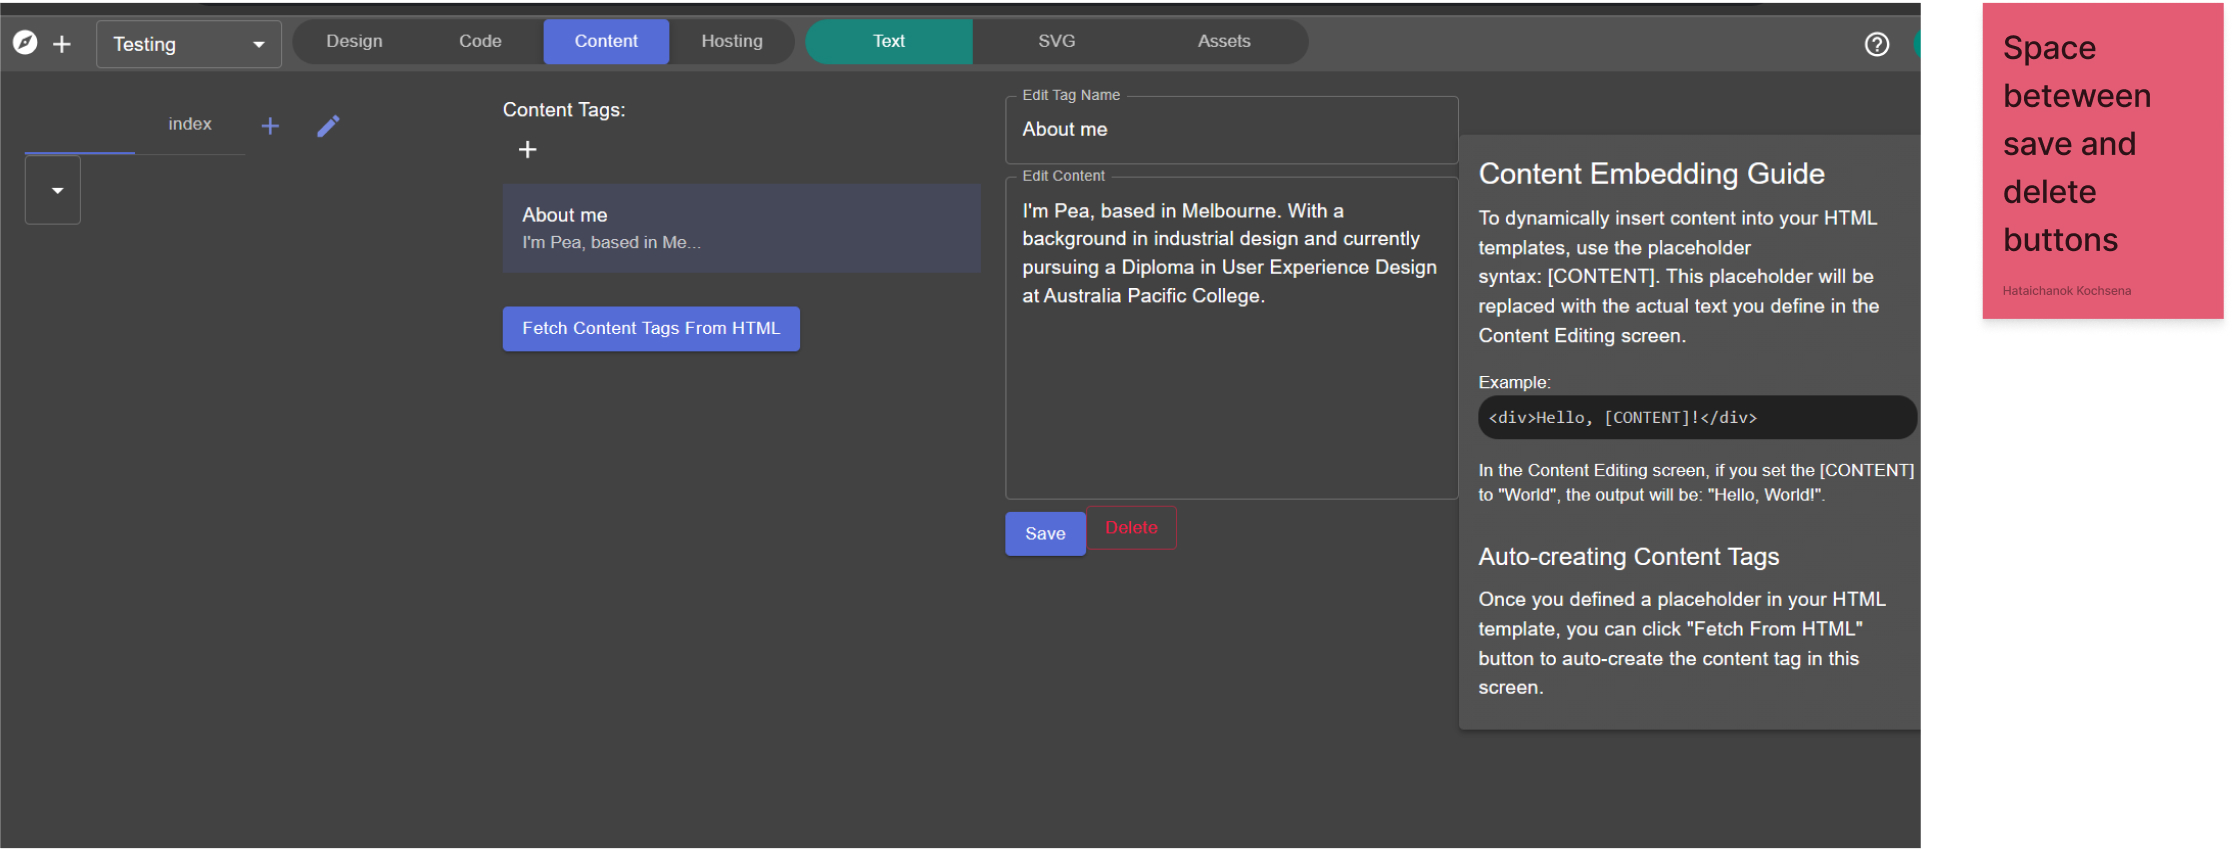 Testing
Design
Code
Content
Hosting
Text
SVG
Assets
index
Content Tags:
About me
I'm Pea, based in Me...
Fetch Content Tags From HTML
Edit Tag Name
About me
Edit Content
I'm Pea, based in Melbourne. With a
background in industrial design and currently
pursuing a Diploma in User Experience Design
at Australia Pacific College.
Save
Delete
Content Embedding Guide
To dynamically insert content into your HTML
templates, use the placeholder
syntax: [CONTENT]. This placeholder will be
replaced with the actual text you define in the
Content Editing screen.
Example:
<div>Hello, [CONTENT]!</div>
In the Content Editing screen, if you set the [CONTENT]
to "World", the output will be: "Hello, World!".
Auto-creating Content Tags
Once you defined a placeholder in your HTML
template, you can click "Fetch From HTML"
button to auto-create the content tag in this
screen.
Space
beteween
save and
delete
buttons
Hataichanok Kochsena